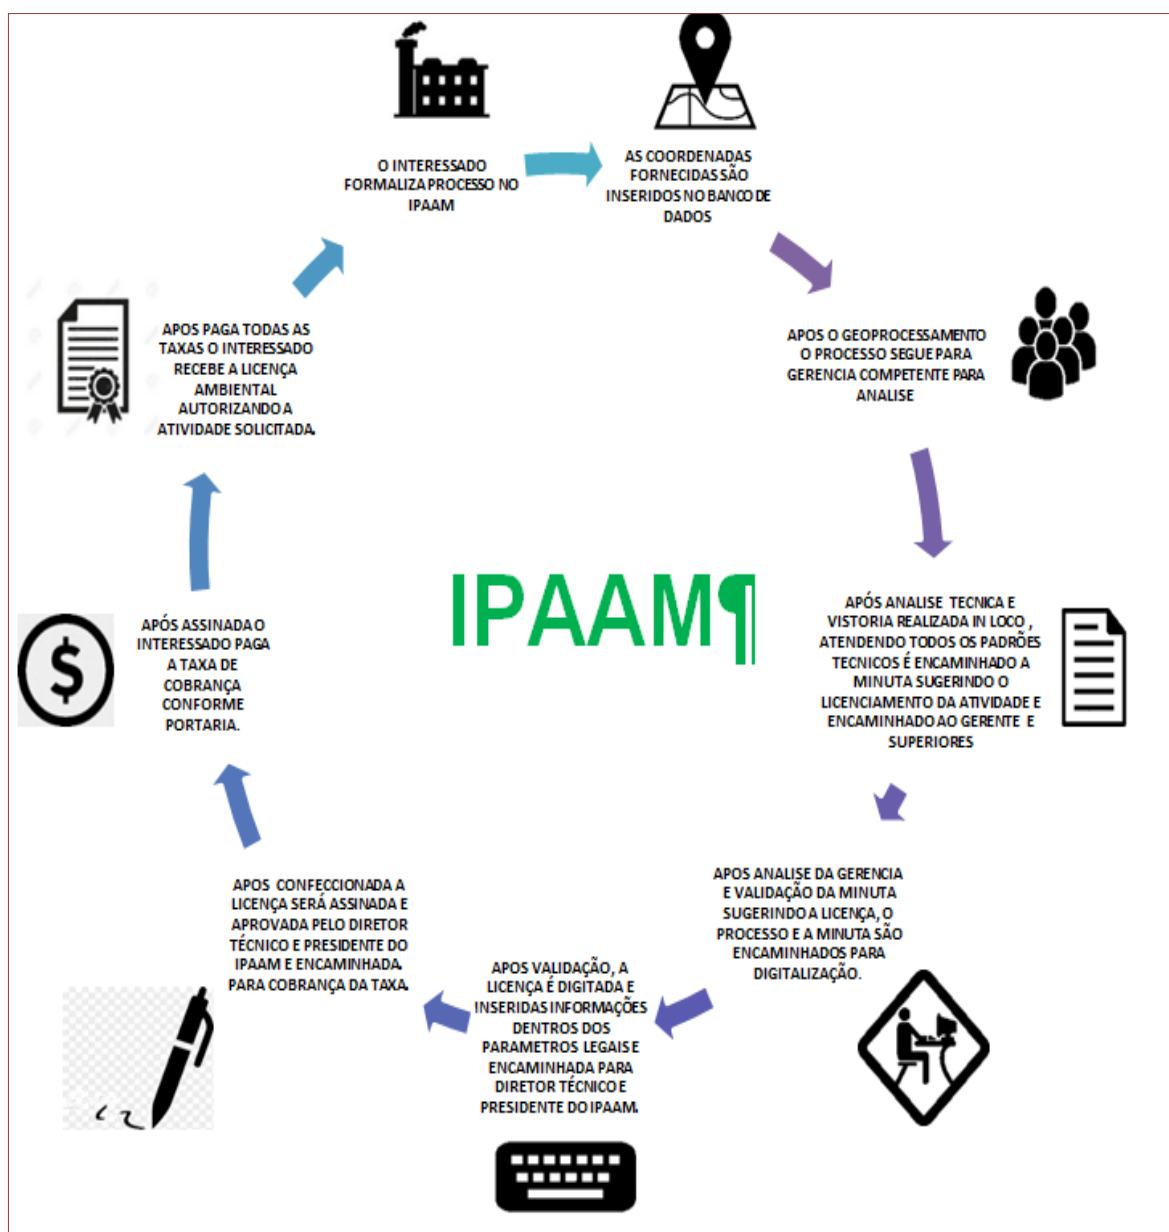 O INTERESSADO
FORMALIZA PROCESSO NO
IPAAM
AS COORDENADAS
FORNECIDAS SÃO
INSERIDOS NO BANCO DE
DADOS
APOS O GEOPROCESSAMENTO
O PROCESSO SEGUE PARA
GERENCIA COMPETENTE PARA
ANALISE
APÓS ANALISE TECNICA E
VISTORIA REALIZADA IN LOCO ,
ATENDENDO TODOS OS PADRÕES
TECNICOS É ENCAMINHADO A
MINUTA SUGERINDO O
LICENCIAMENTO DA ATIVIDADE E
ENCAMINHADO AO GERENTE E
SUPERIORES
APOS ANALISE DA GERENCIA
E VALIDAÇÃO DA MINUTA
SUGERINDO A LICENÇA, O
PROCESSO E A MINUTA SÃO
ENCAMINHADOS PARA
DIGITALIZAÇÃO.
APOS VALIDAÇÃO, A
LICENÇA É DIGITADA E
INSERIDAS INFORMAÇÕES
DENTROS DOS
PARAMETROS LEGAIS E
ENCAMINHADA PARA
DIRETOR TÉCNICO E
PRESIDENTE DO IPAAM.
APOS CONFECCIONADA A
LICENÇA SERÁ ASSINADA E
APROVADA PELO DIRETOR
TÉCNICO E PRESIDENTE DO
IPAAM E ENCAMINHADA.
PARA COBRANÇA DA TAXA.
APÓS ASSINADA O
INTERESSADO PAGA
A TAXA DE
COBRANÇA
CONFORME
PORTARIA.
$
APOS PAGA TODAS AS
TAXAS O INTERESSADO
RECEBE A LICENÇA
AMBIENTAL
AUTORIZANDO A
ATIVIDADE SOLICITADA.
IPAAM¶